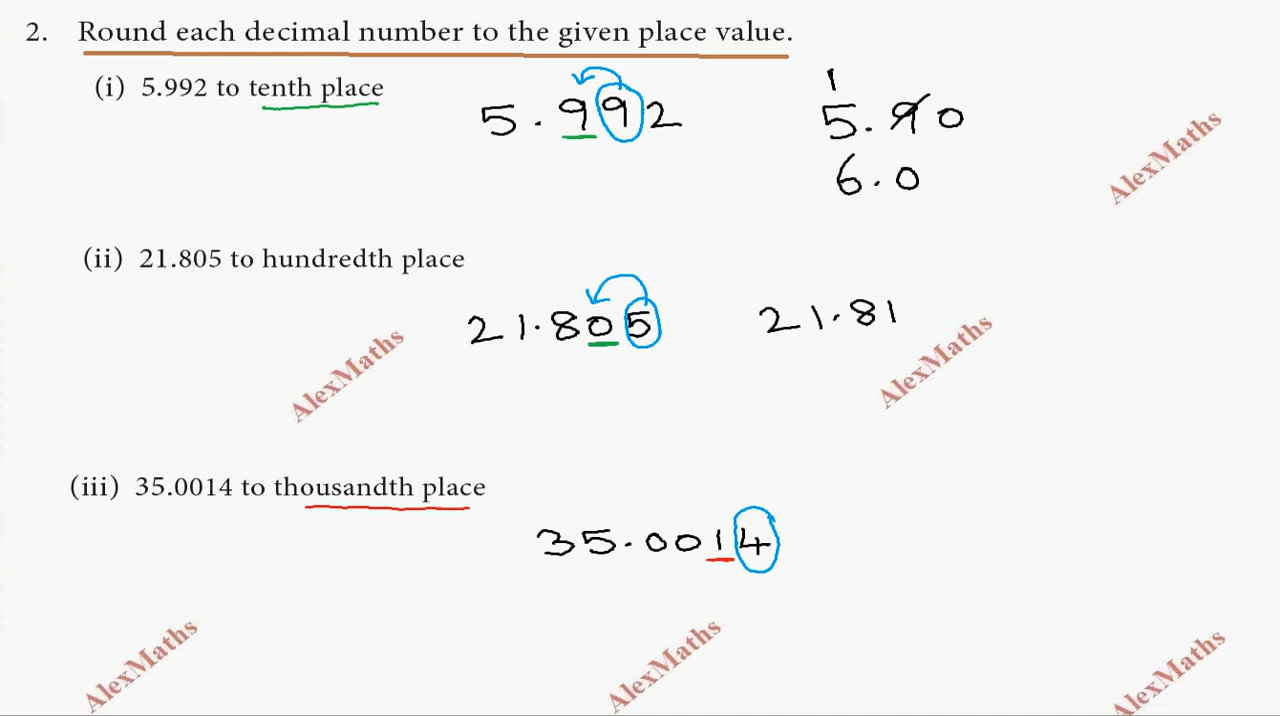 2. Round each decimal number to the given place value.
(i) 5.992 to tenth place
5.992
1
5.90
6.0
AlexMaths
(ii) 21.805 to hundredth place
21.805
21.81
AlexMaths
AlexMaths
(iii) 35.0014 to thousandth place
35.0014
AlexMaths
AlexMaths
AlexMaths